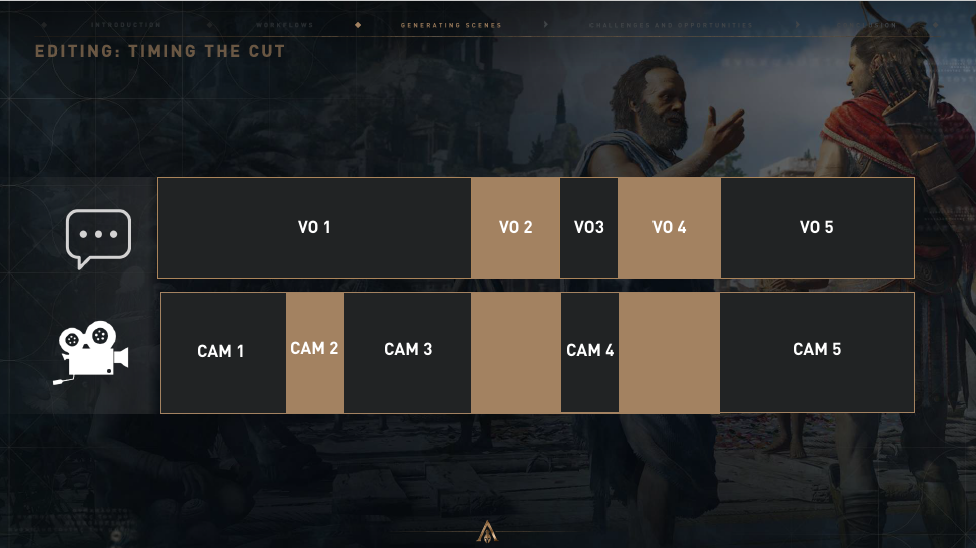 INTRODUCTION
WORKFLOWS
GENERATING SCENES
CHALLENGES AND OPPORTUNITIES
EDITING: TIMING THE CUT
VO 1
VO 2
VO3
VO 4
VO 5
CAM 1
CAM 2
CAM 3
CAM 4
CAM 5